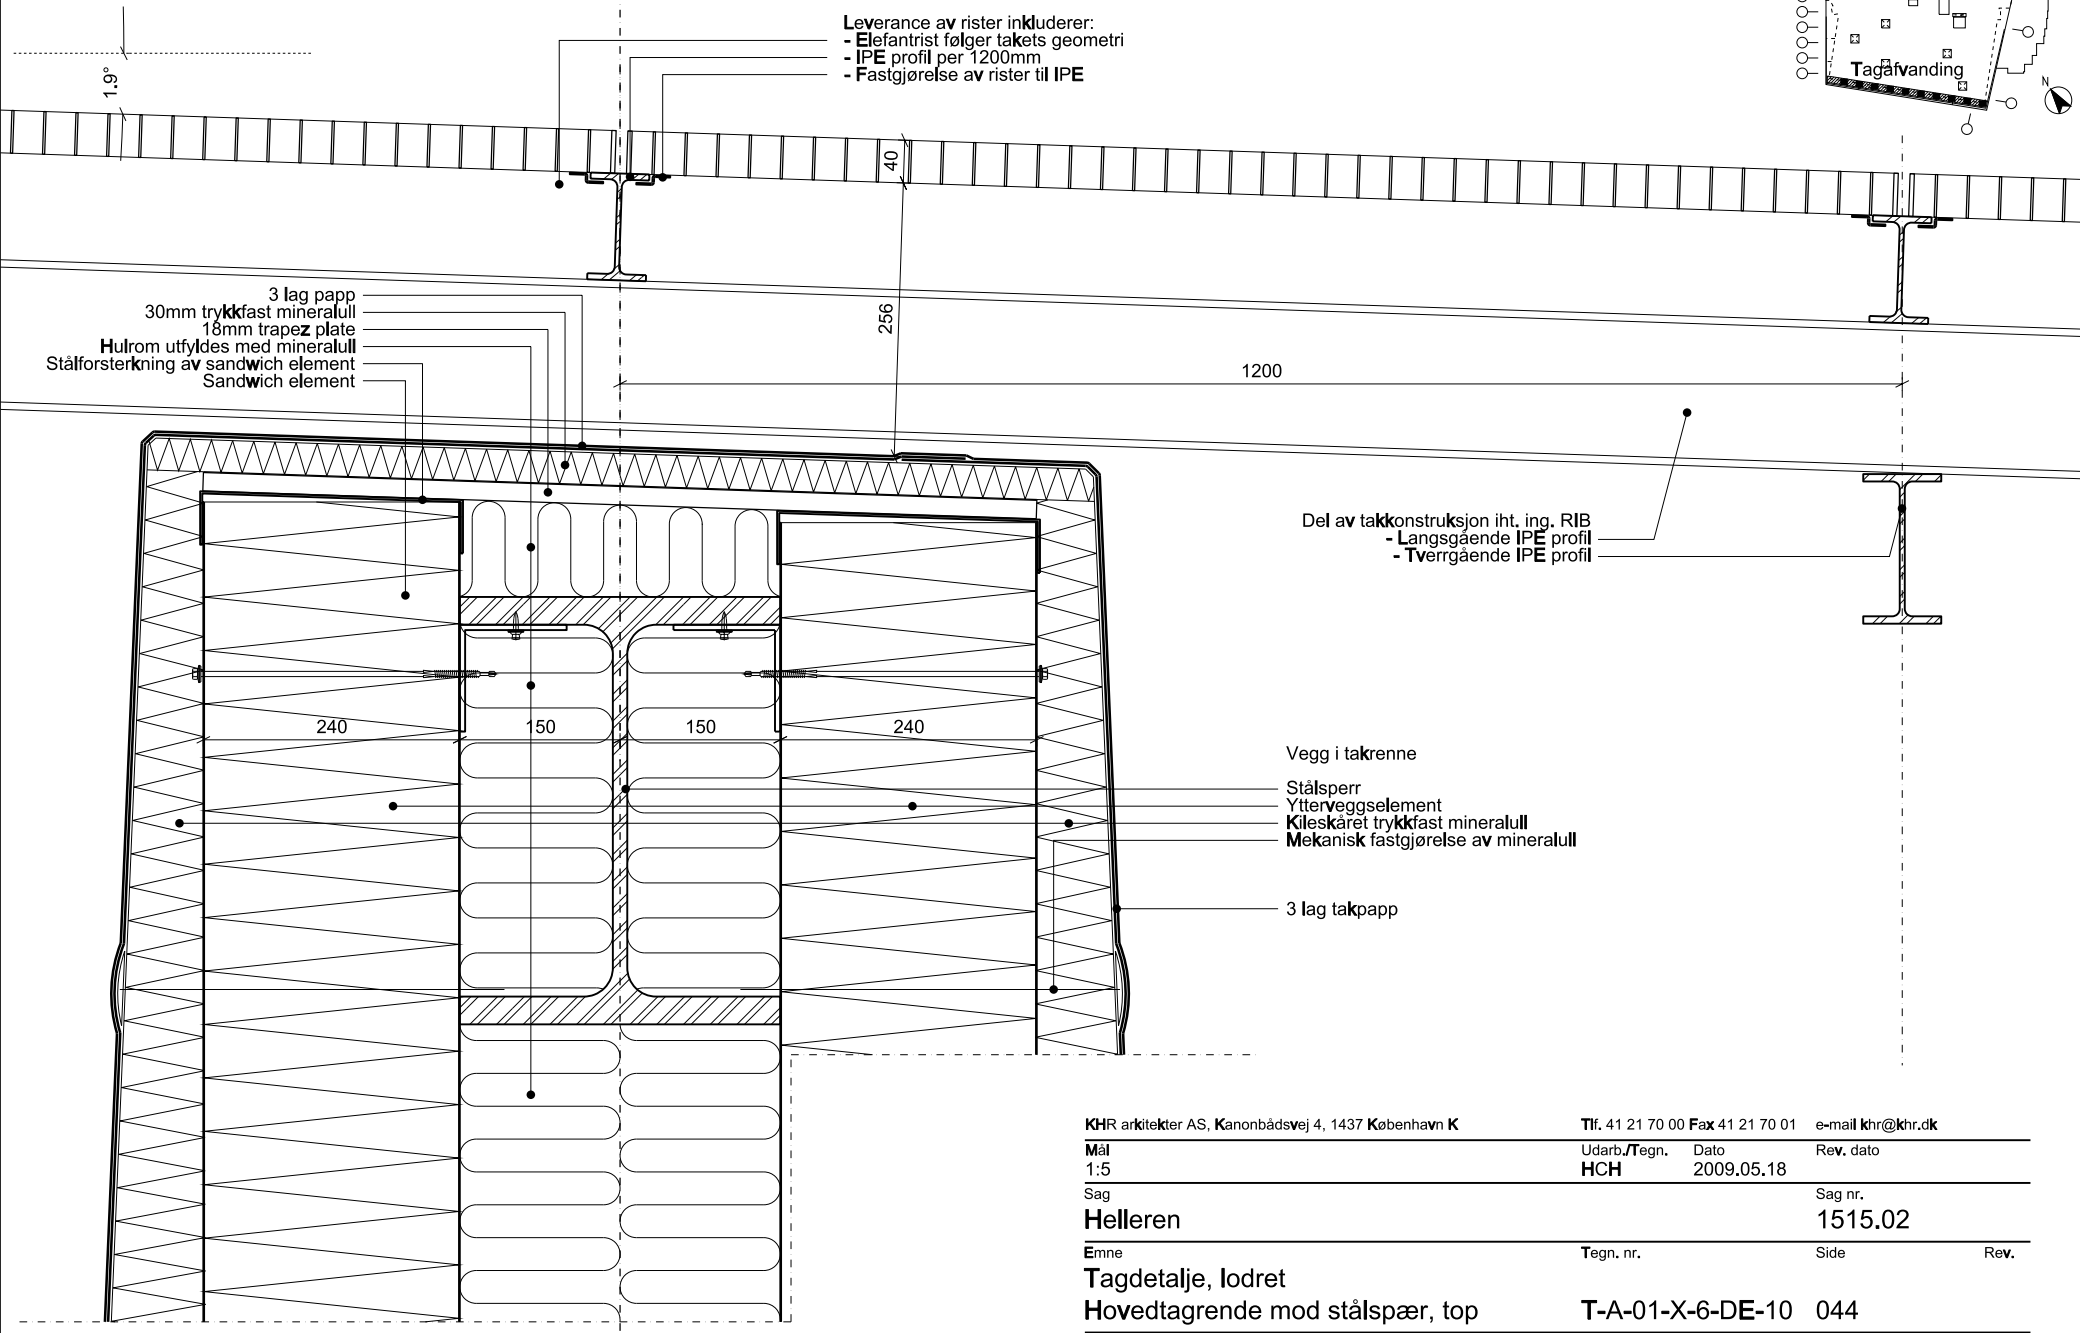 Leverance av rister inkluderer:
- Elefantrist følger takets geometri
- IPE profil per 1200mm
- Fastgjørelse av rister til IPE
Tagafvanding
N
1.9°
40
256
1200
3 lag papp
30mm trykkfast mineralull
18mm trapez plate
Hulrom utfyldes med mineralull
Stålforsterkning av sandwich element
Sandwich element
Del av takkonstruksjon iht. ing. RIB
- Langsgående IPE profil
- Tverrgående IPE profil
240 150 150 240
Vegg i takrenne
Stålsperr
Ytterveggselement
Kileskåret trykkfast mineralull
Mekanisk fastgjørelse av mineralull
3 lag takpapp
KHR arkitekter AS, Kanonbådsvej 4, 1437 København K Tlf. 41 21 70 00 Fax 41 21 70 01 e-mail khr@khr.dk
Mål Udarb./Tegn. Dato Rev. dato
1:5 HCH 2009.05.18
Sag Sag nr.
Helleren 1515.02
Emne Tegn. nr. Side Rev.
Tagdetalje, lodret
Hovedtagrende mod stålspær, top T-A-01-X-6-DE-10 044